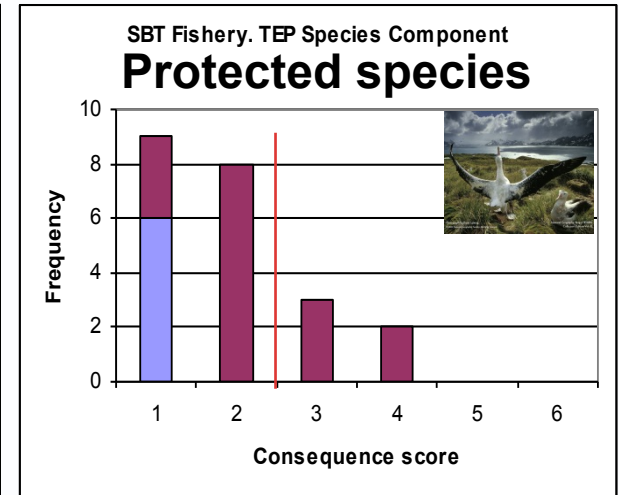 SBT Fishery. TEP Species Component
Protected species
10
8
6
4
2
0
Frequency
1 2 3 4 5 6
Consequence score